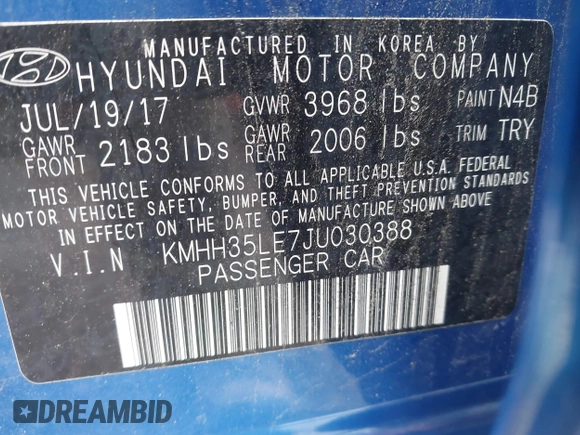 MANUFACTURED IN KOREA BY
HYUNDAI MOTOR COMPANY
JUL/19/17 GVWR 3968 lbs PAINT N4B
GAWR FRONT 2183 lbs GAWR REAR 2006 lbs TRIM TRY
THIS VEHICLE CONFORMS TO ALL APPLICABLE U.S.A. FEDERAL
MOTOR VEHICLE SAFETY, BUMPER, AND THEFT PREVENTION STANDARDS
IN EFFECT ON THE DATE OF MANUFACTURE SHOWN ABOVE
V.I.N KMHH35LE7JU030388
PASSENGER CAR
DREAMBID